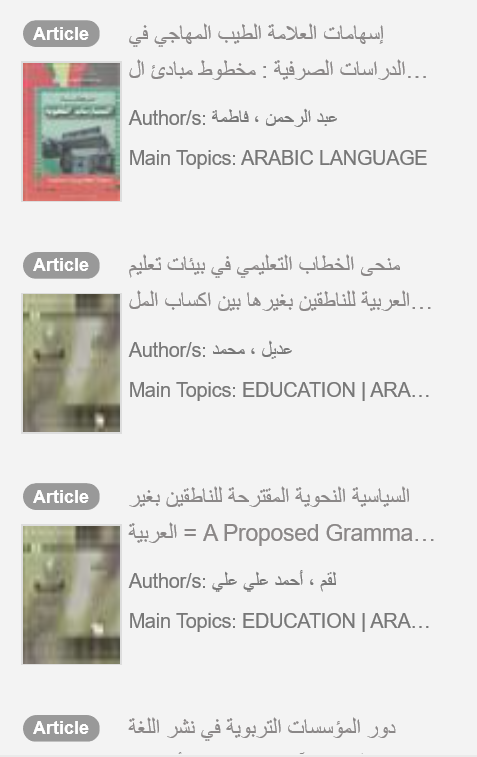 Article
إسهامات العلامة الطيب المهاجي في
الدراسات الصرفية : مخطوط مبادئ ال...
Author/s: عبد الرحمن ، فاطمة
Main Topics: ARABIC LANGUAGE
Article
منحى الخطاب التعليمي في بيئات تعليم
العربية للناطقين بغيرها بين اكساب المل...
Author/s: عديل ، محمد
Main Topics: EDUCATION | ARA...
Article
السياسية النحوية المقترحة للناطقين بغير
العربية = A Proposed Gramma...
Author/s: لقم ، أحمد علي علي
Main Topics: EDUCATION | ARA...
Article
دور المؤسسات التربوية في نشر اللغة